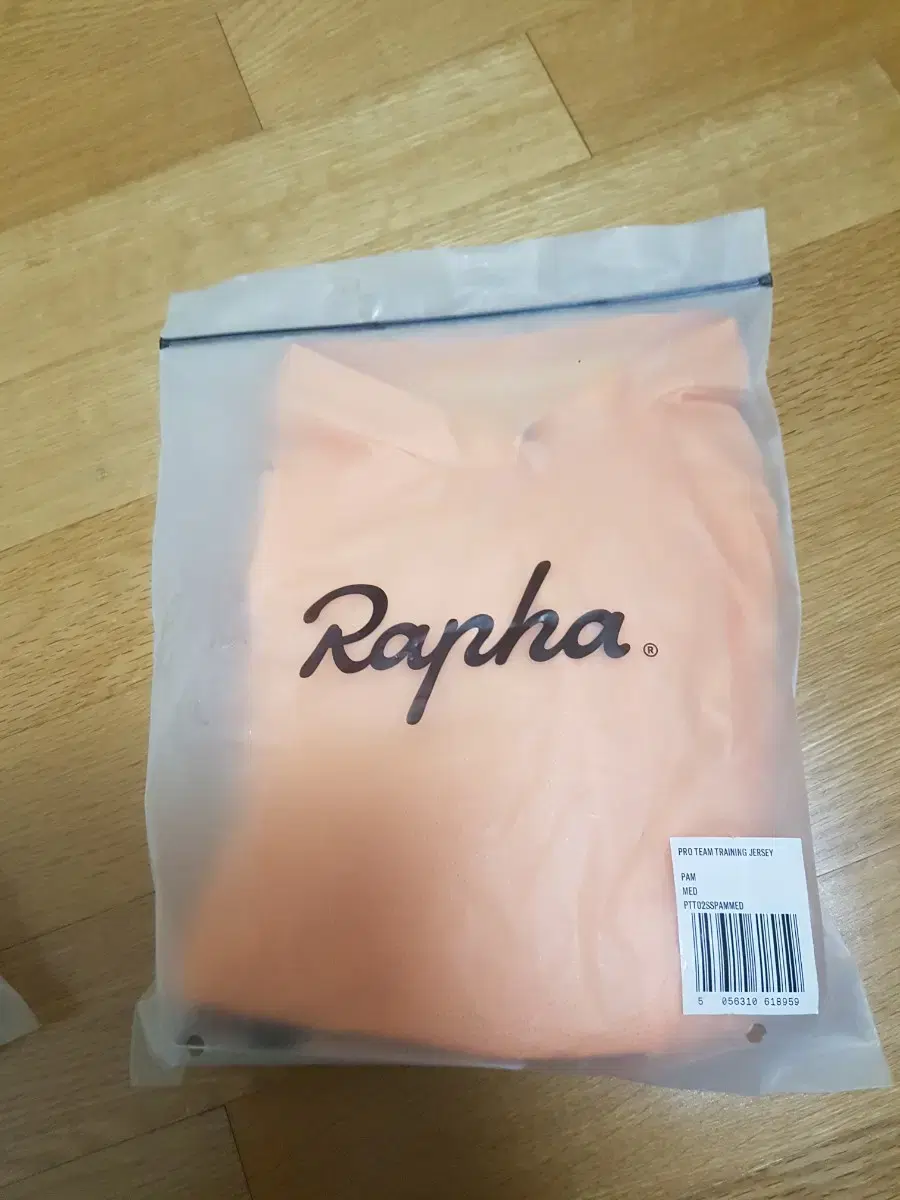 Rapha®
PRO TEAM TRAINING JERSEY
PAM
MED
PTT02SSPAMMED
5 056310 618959